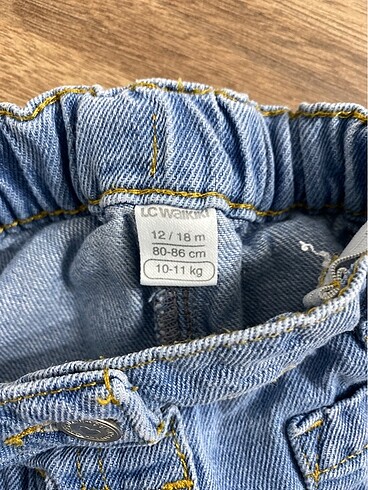 LC Waikiki
12 / 18 m
80-86 cm
10-11 kg